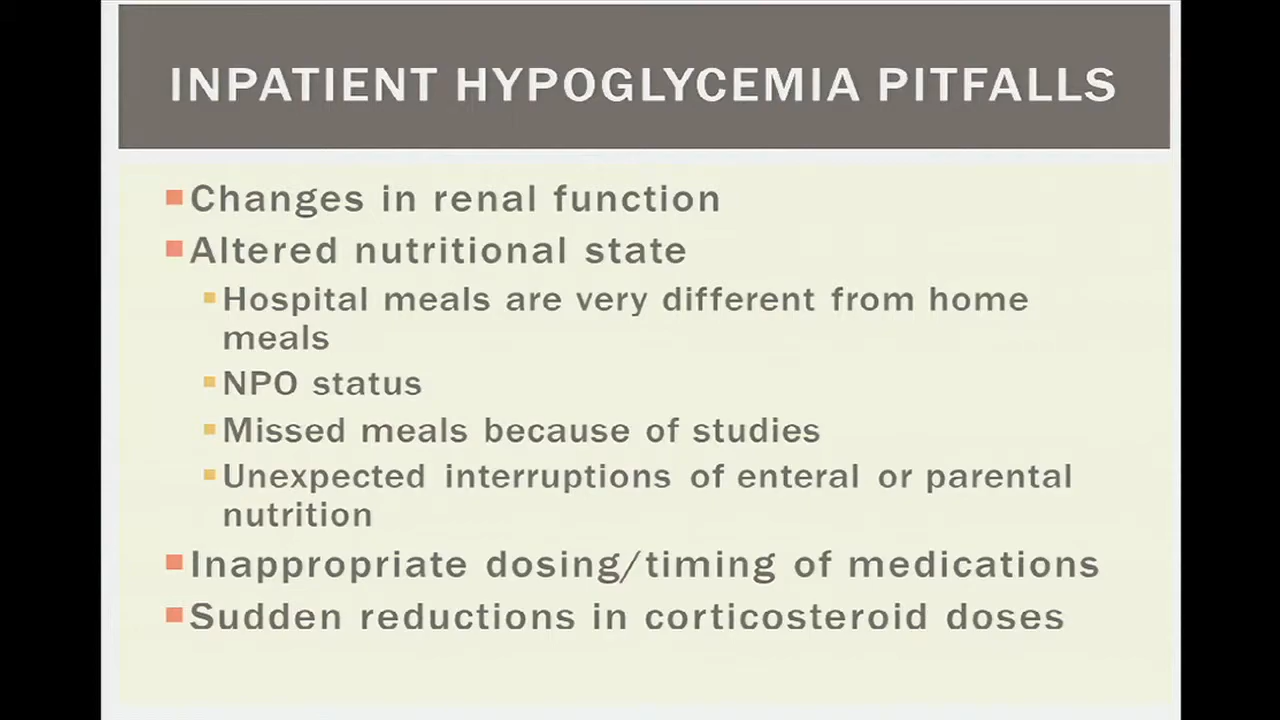 INPATIENT HYPOGLYCEMIA PITFALLS
Changes in renal function
Altered nutritional state
Hospital meals are very different from home
meals
NPO status
Missed meals because of studies
Unexpected interruptions of enteral or parental
nutrition
Inappropriate dosing/timing of medications
Sudden reductions in corticosteroid doses